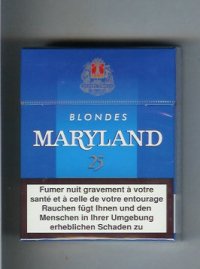 BLONDES
MARYLAND
25
Fumer nuit gravement à votre
santé et à celle de votre entourage
Rauchen fügt Ihnen und den
Menschen in Ihrer Umgebung
erheblichen Schaden zu